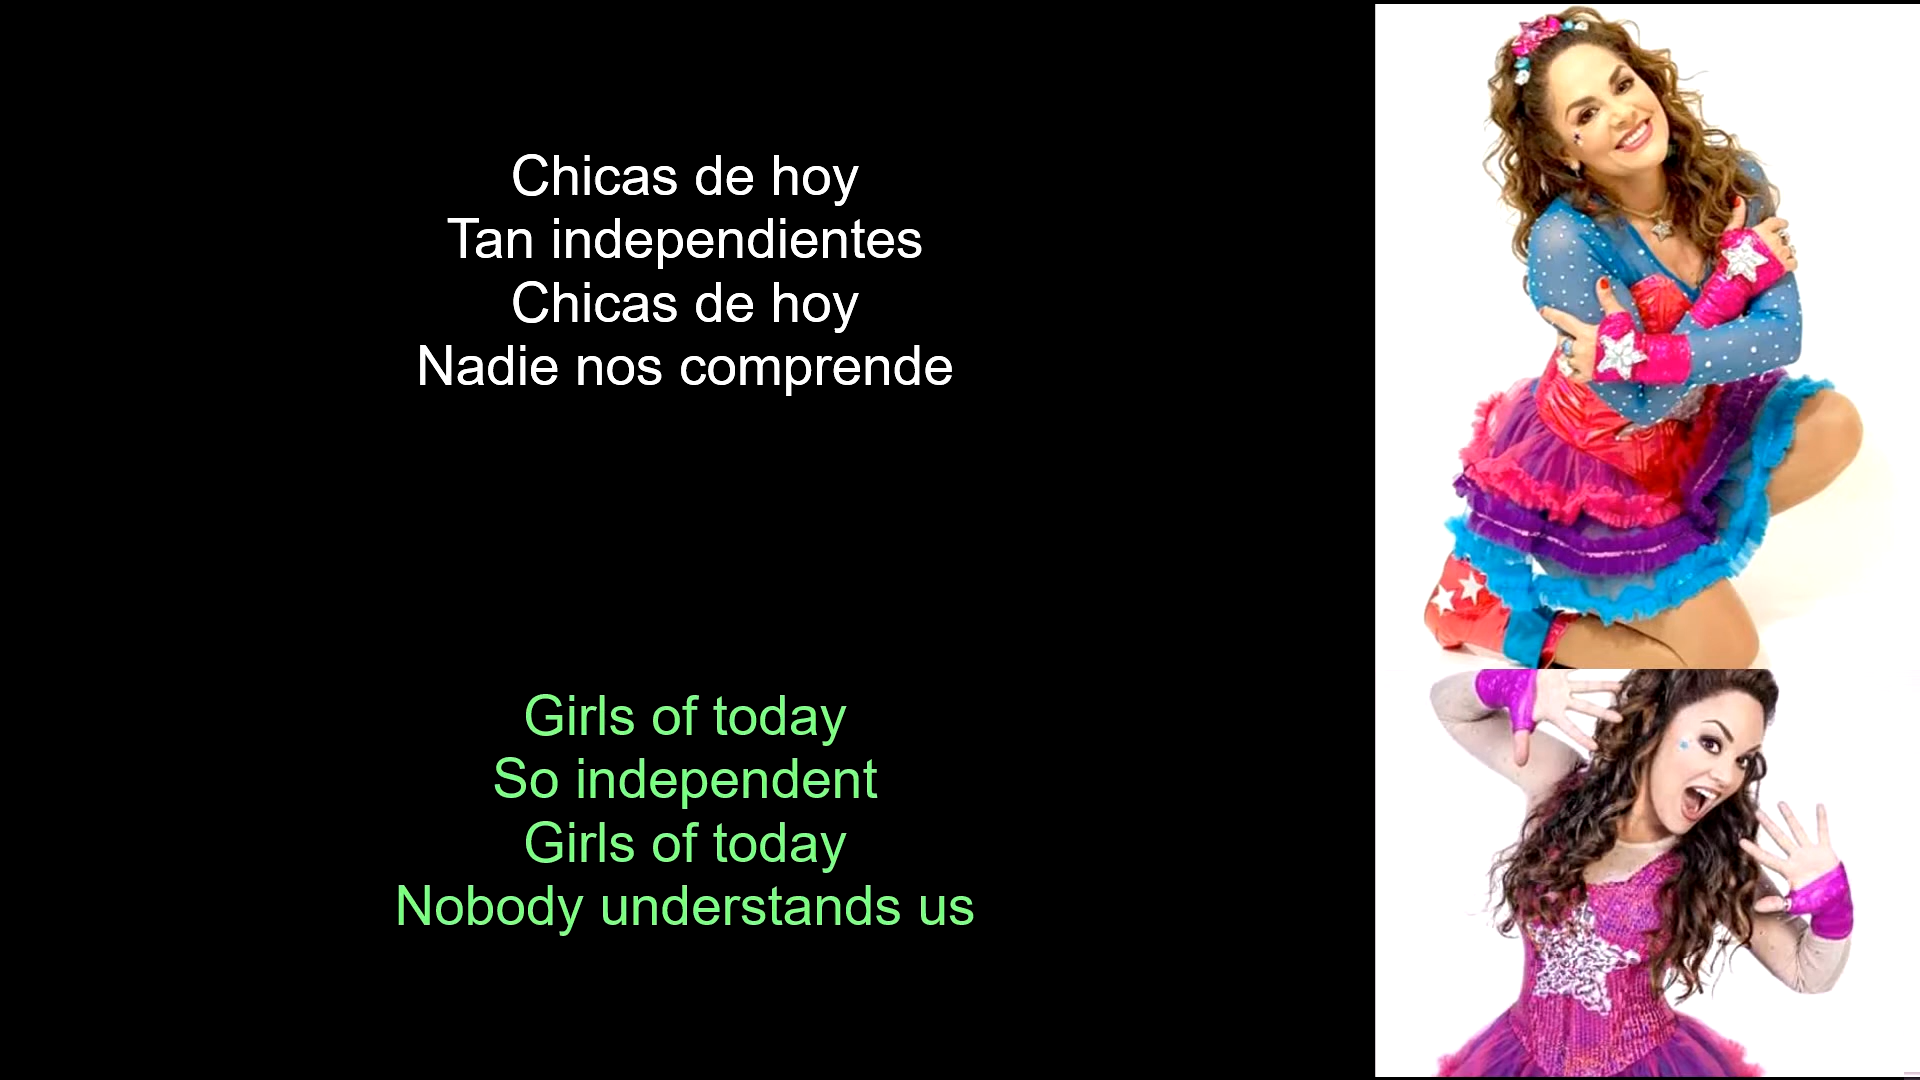 Chicas de hoy
Tan independientes
Chicas de hoy
Nadie nos comprende
Girls of today
So independent
Girls of today
Nobody understands us